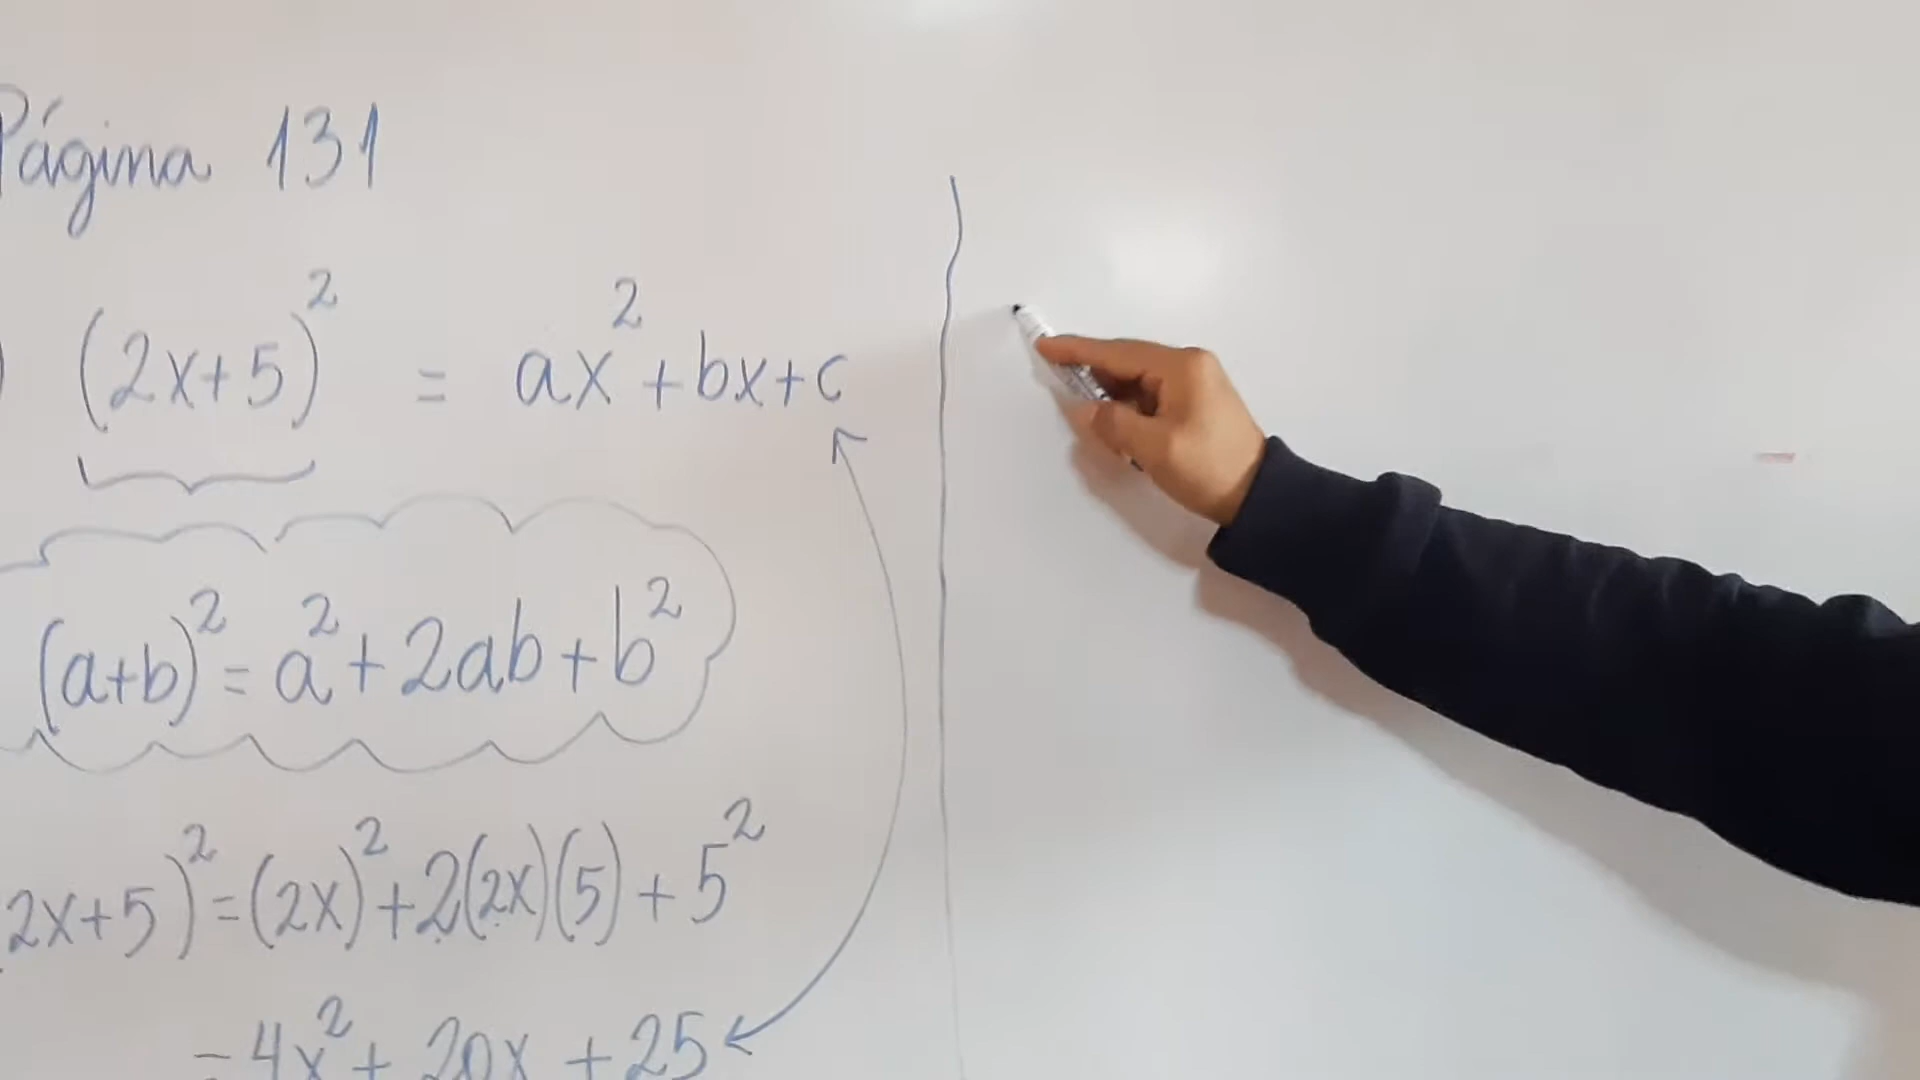 Página 131
) (2x+5)² = ax²+bx+c
(a+b)² = a²+2ab+b²
2x+5)² = (2x)²+2(2x)(5)+5²
= 4x²+20x+25